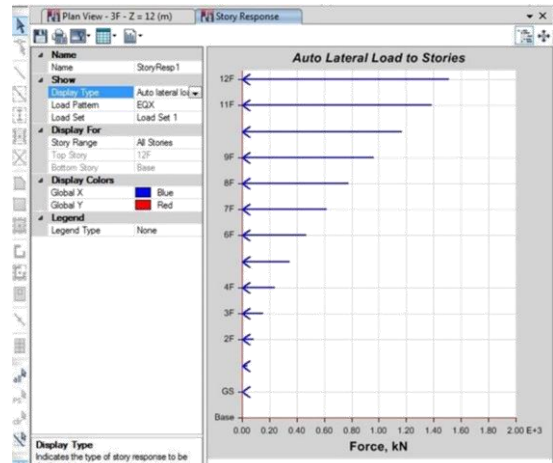 Plan View - 3F - Z = 12 (m)
Story Response
Name
Name StoryResp1
Show
Display Type Auto lateral loa
Load Pattern EQX
Load Set Load Set 1
Display For
Story Range All Stories
Top Story 12F
Bottom Story Base
Display Colors
Global X Blue
Global Y Red
Legend
Legend Type None
Display Type
Indicates the type of story response to be
Auto Lateral Load to Stories
12F
11F
9F
8F
7F
6F
4F
3F
2F
GS
Base
0.00 0.20 0.40 0.60 0.80 1.00 1.20 1.40 1.60 1.80 2.00 E+3
Force, kN